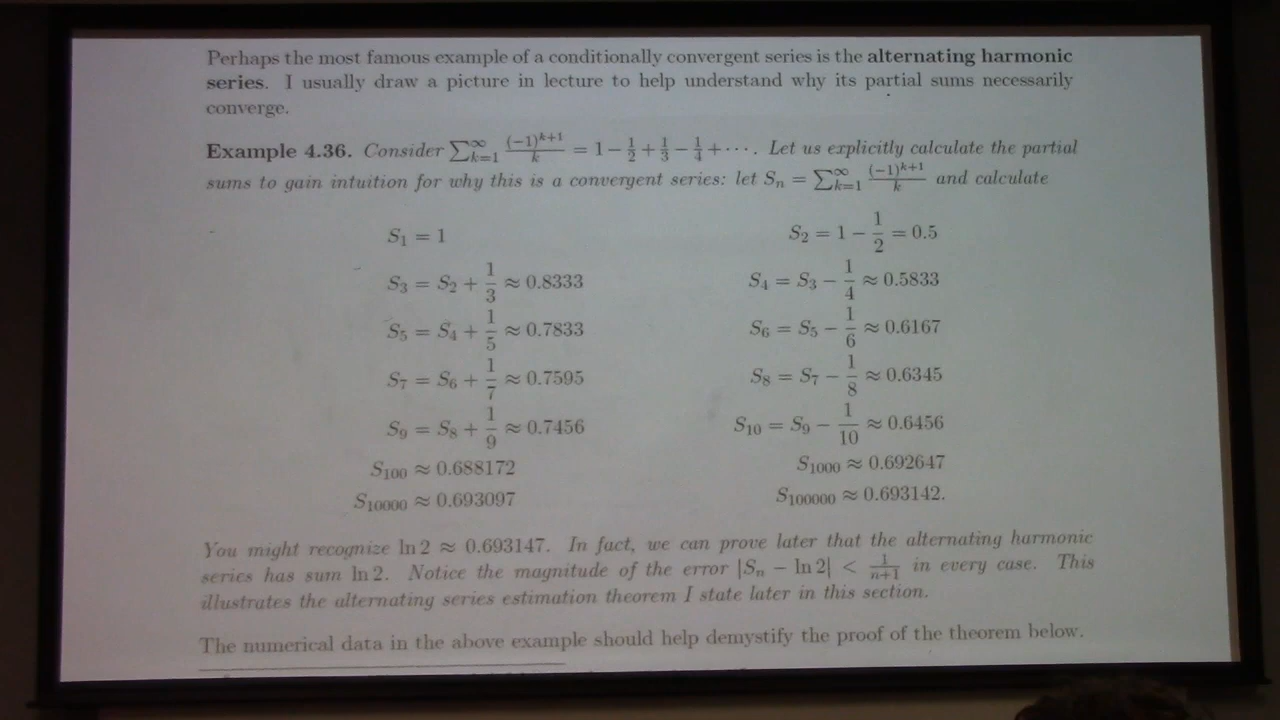 Perhaps the most famous example of a conditionally convergent series is the alternating harmonic
series. I usually draw a picture in lecture to help understand why its partial sums necessarily
converge.
Example 4.36. Consider ∑_{k=1}^{∞} (-1)^{k+1}/k = 1 − 1/2 + 1/3 − 1/4 + ⋯. Let us explicitly calculate the partial
sums to gain intuition for why this is a convergent series: let S_n = ∑_{k=1}^{∞} (-1)^{k+1}/k and calculate
S_1 = 1 S_2 = 1 − 1/2 = 0.5
S_3 = S_2 + 1/3 ≈ 0.8333 S_4 = S_3 − 1/4 ≈ 0.5833
S_5 = S_4 + 1/5 ≈ 0.7833 S_6 = S_5 − 1/6 ≈ 0.6167
S_7 = S_6 + 1/7 ≈ 0.7595 S_8 = S_7 − 1/8 ≈ 0.6345
S_9 = S_8 + 1/9 ≈ 0.7456 S_10 = S_9 − 1/10 ≈ 0.6456
S_100 ≈ 0.688172 S_1000 ≈ 0.692647
S_10000 ≈ 0.693097 S_100000 ≈ 0.693142.
You might recognize ln 2 ≈ 0.693147. In fact, we can prove later that the alternating harmonic
series has sum ln 2. Notice the magnitude of the error |S_n − ln 2| < 1/(n+1) in every case. This
illustrates the alternating series estimation theorem I state later in this section.
The numerical data in the above example should help demystify the proof of the theorem below.